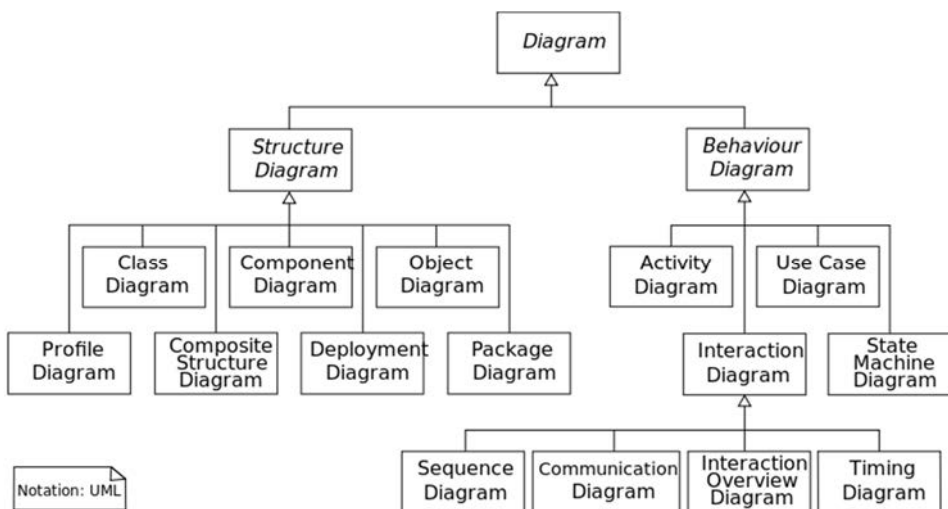 Diagram
Structure
Diagram
Behaviour
Diagram
Class
Diagram
Component
Diagram
Object
Diagram
Activity
Diagram
Use Case
Diagram
Profile
Diagram
Composite
Structure
Diagram
Deployment
Diagram
Package
Diagram
Interaction
Diagram
State
Machine
Diagram
Sequence
Diagram
Communication
Diagram
Interaction
Overview
Diagram
Timing
Diagram
Notation: UML